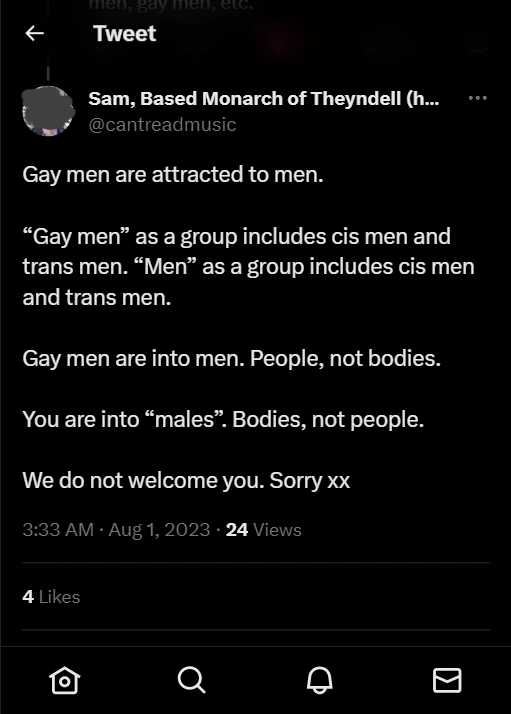 men, gay men, etc.
Tweet
Sam, Based Monarch of Theyndell (h...
@cantreadmusic
Gay men are attracted to men.
“Gay men” as a group includes cis men and
trans men. “Men” as a group includes cis men
and trans men.
Gay men are into men. People, not bodies.
You are into “males”. Bodies, not people.
We do not welcome you. Sorry xx
3:33 AM · Aug 1, 2023 · 24 Views
4 Likes